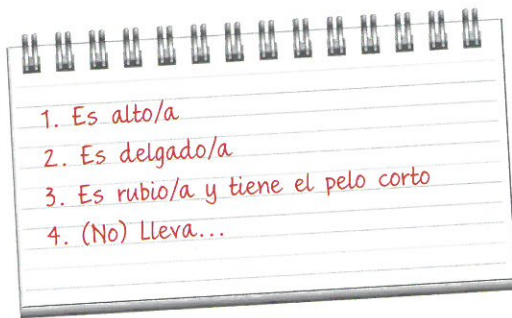 1. Es alto/a
2. Es delgado/a
3. Es rubio/a y tiene el pelo corto
4. (No) Lleva...